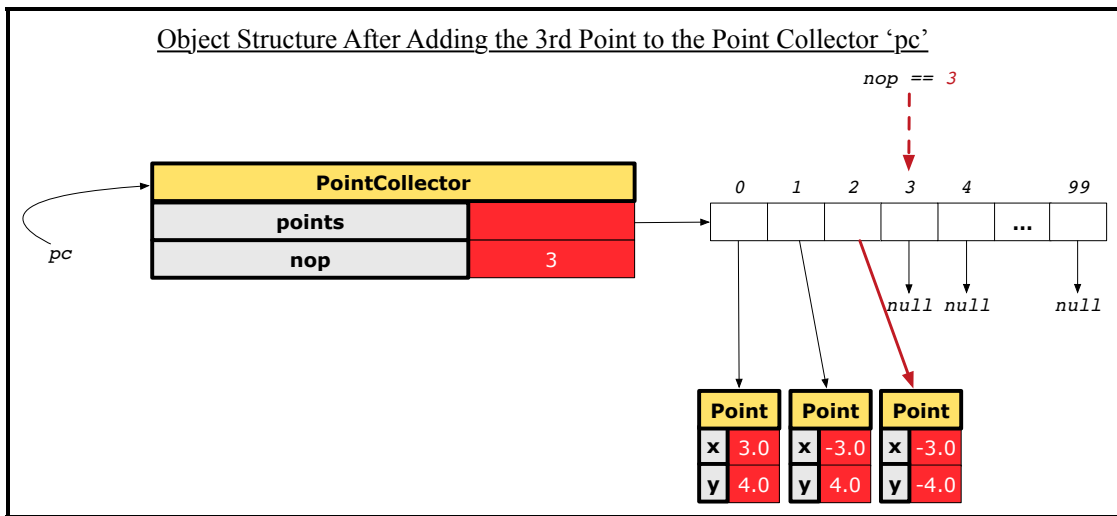 Object Structure After Adding the 3rd Point to the Point Collector ‘pc’
nop == 3
0 1 2 3 4 99
PointCollector
points
...
nop 3
pc
null null null
Point Point Point
x 3.0 x -3.0 x -3.0
y 4.0 y 4.0 y -4.0